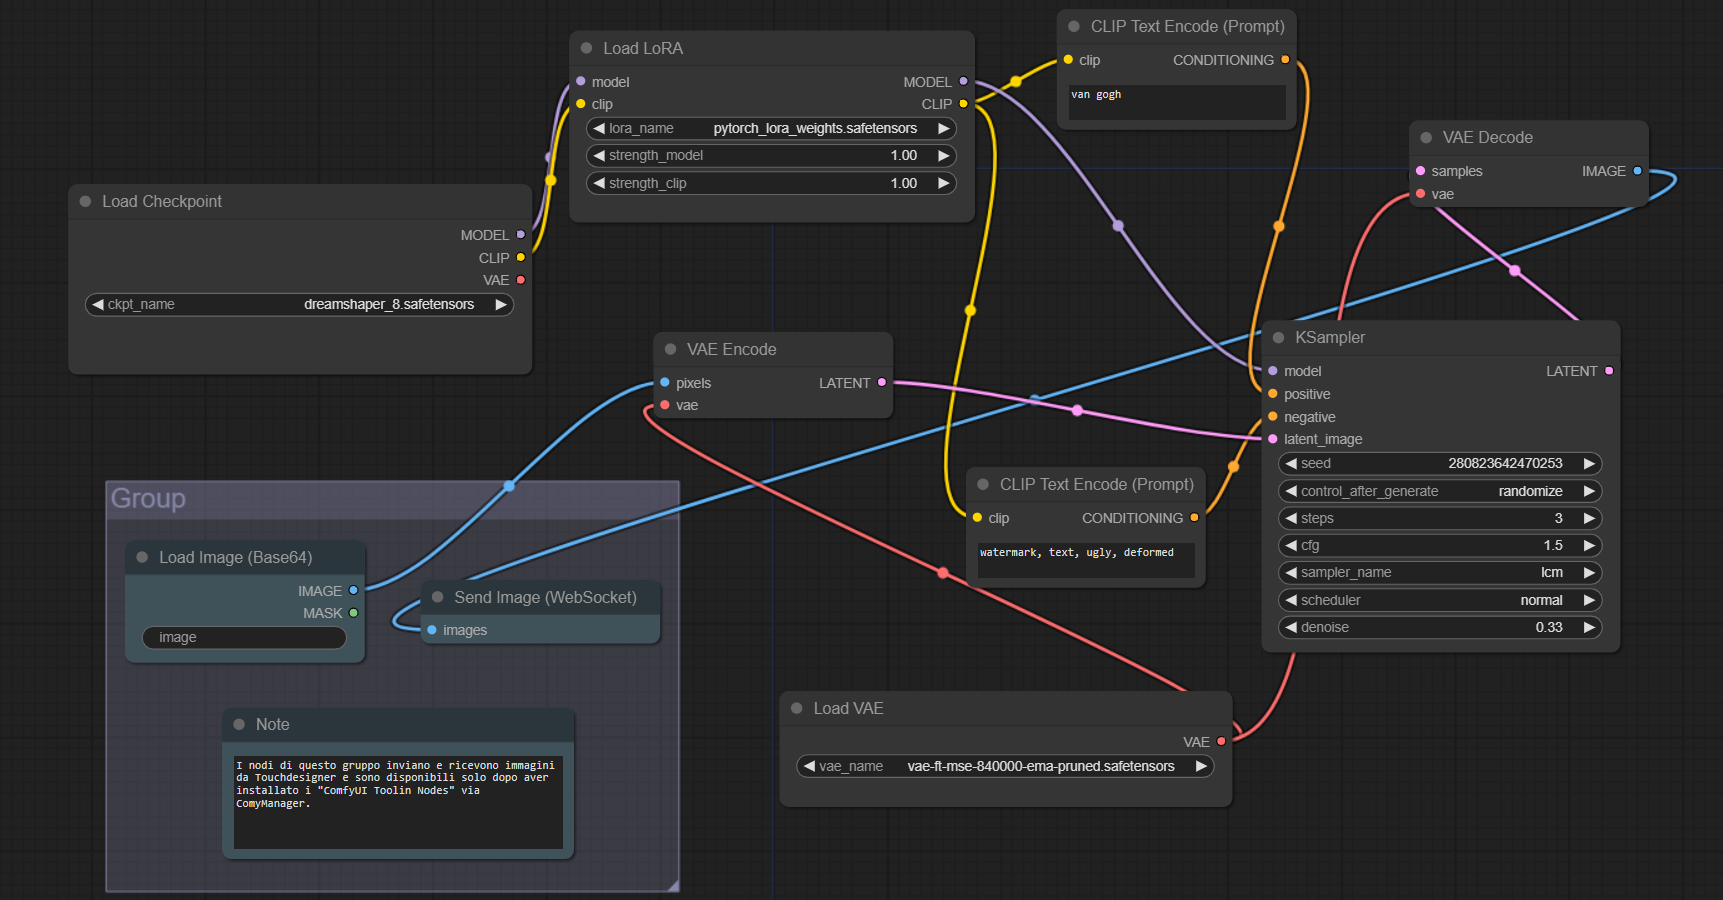 Load Checkpoint
MODEL
CLIP
VAE
ckpt_name dreamshaper_8.safetensors
Load LoRA
model MODEL
clip CLIP
lora_name pytorch_lora_weights.safetensors
strength_model 1.00
strength_clip 1.00
CLIP Text Encode (Prompt)
clip CONDITIONING
van gogh
VAE Decode
samples IMAGE
vae
VAE Encode
pixels LATENT
vae
KSampler
model LATENT
positive
negative
latent_image
seed 280823642470253
control_after_generate randomize
steps 3
cfg 1.5
sampler_name lcm
scheduler normal
denoise 0.33
CLIP Text Encode (Prompt)
clip CONDITIONING
watermark, text, ugly, deformed
Group
Load Image (Base64)
IMAGE
MASK
image
Send Image (WebSocket)
images
Note
I nodi di questo gruppo inviano e ricevono immagini
da Touchdesigner e sono disponibili solo dopo aver
installato i "ComfyUI Toolin Nodes" via
ComyManager.
Load VAE
VAE
vae_name vae-ft-mse-840000-ema-pruned.safetensors